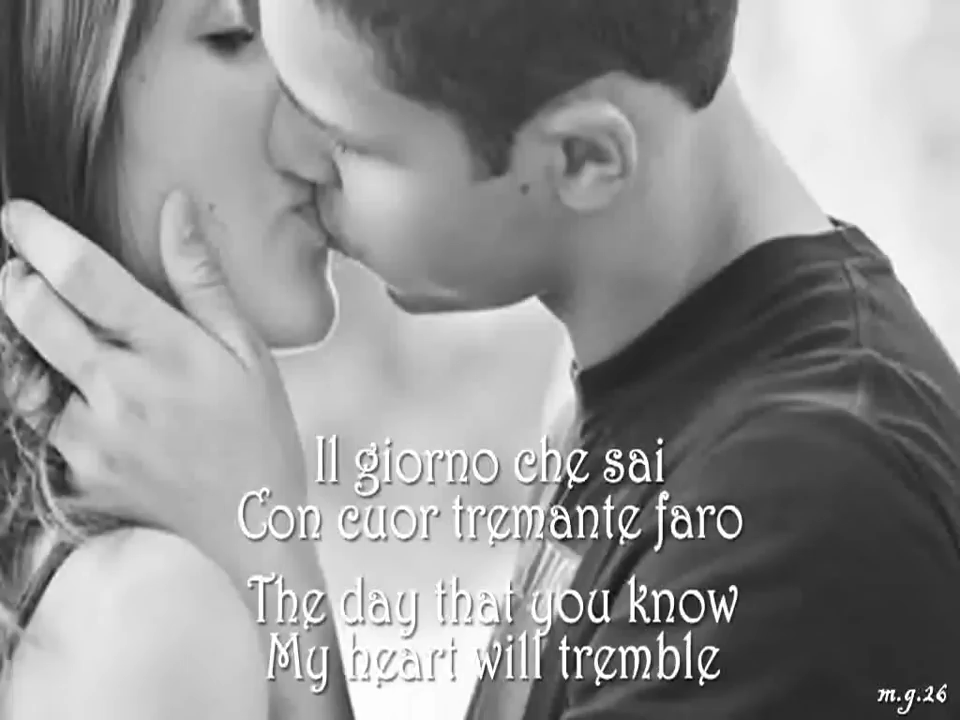 Il giorno che sai
Con cuor tremante faro
The day that you know
My heart will tremble
m.g.26